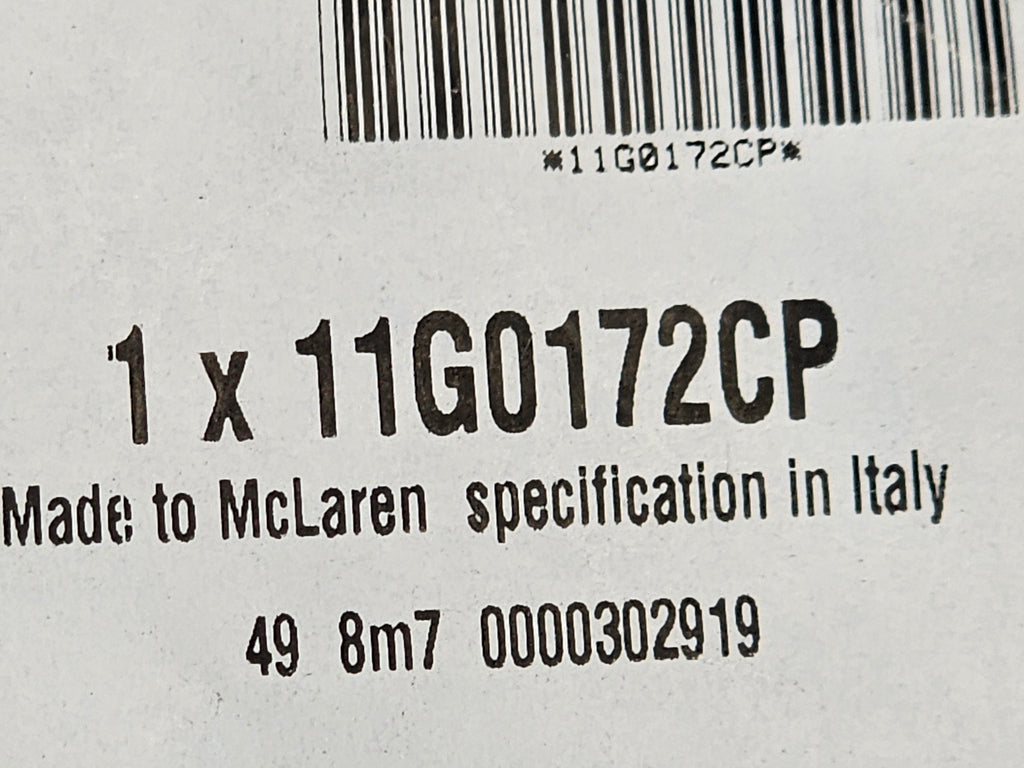 *11G0172CP*
1 x 11G0172CP
Made to McLaren specification in Italy
49 8m7 0000302919